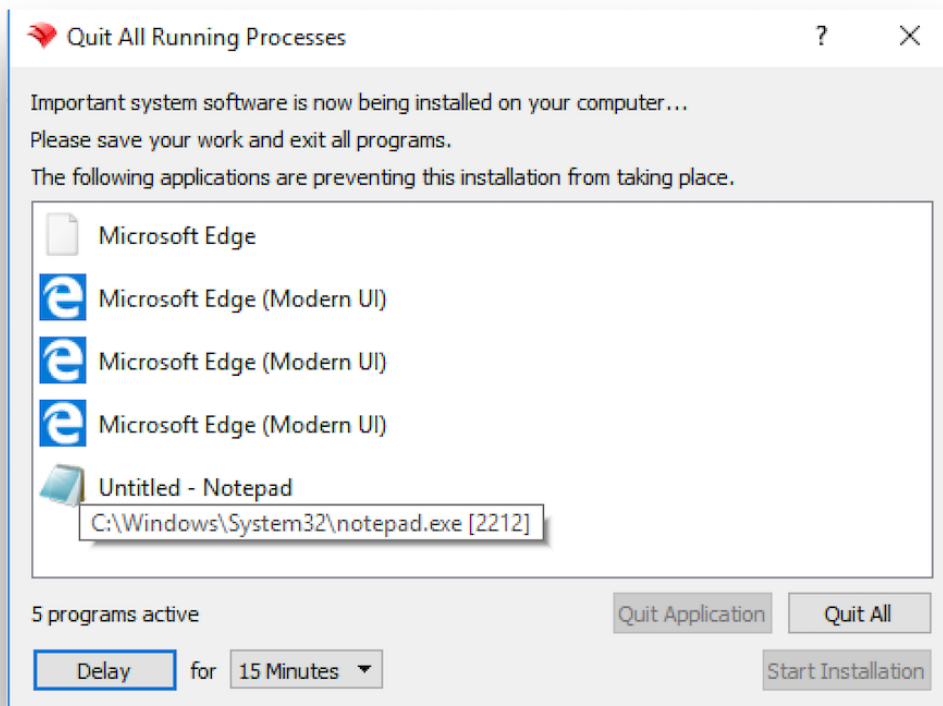 Quit All Running Processes
?
Important system software is now being installed on your computer...
Please save your work and exit all programs.
The following applications are preventing this installation from taking place.
Microsoft Edge
Microsoft Edge (Modern UI)
Microsoft Edge (Modern UI)
Microsoft Edge (Modern UI)
Untitled - Notepad
C:\Windows\System32\notepad.exe [2212]
5 programs active
Quit Application
Quit All
Delay
for
15 Minutes
Start Installation